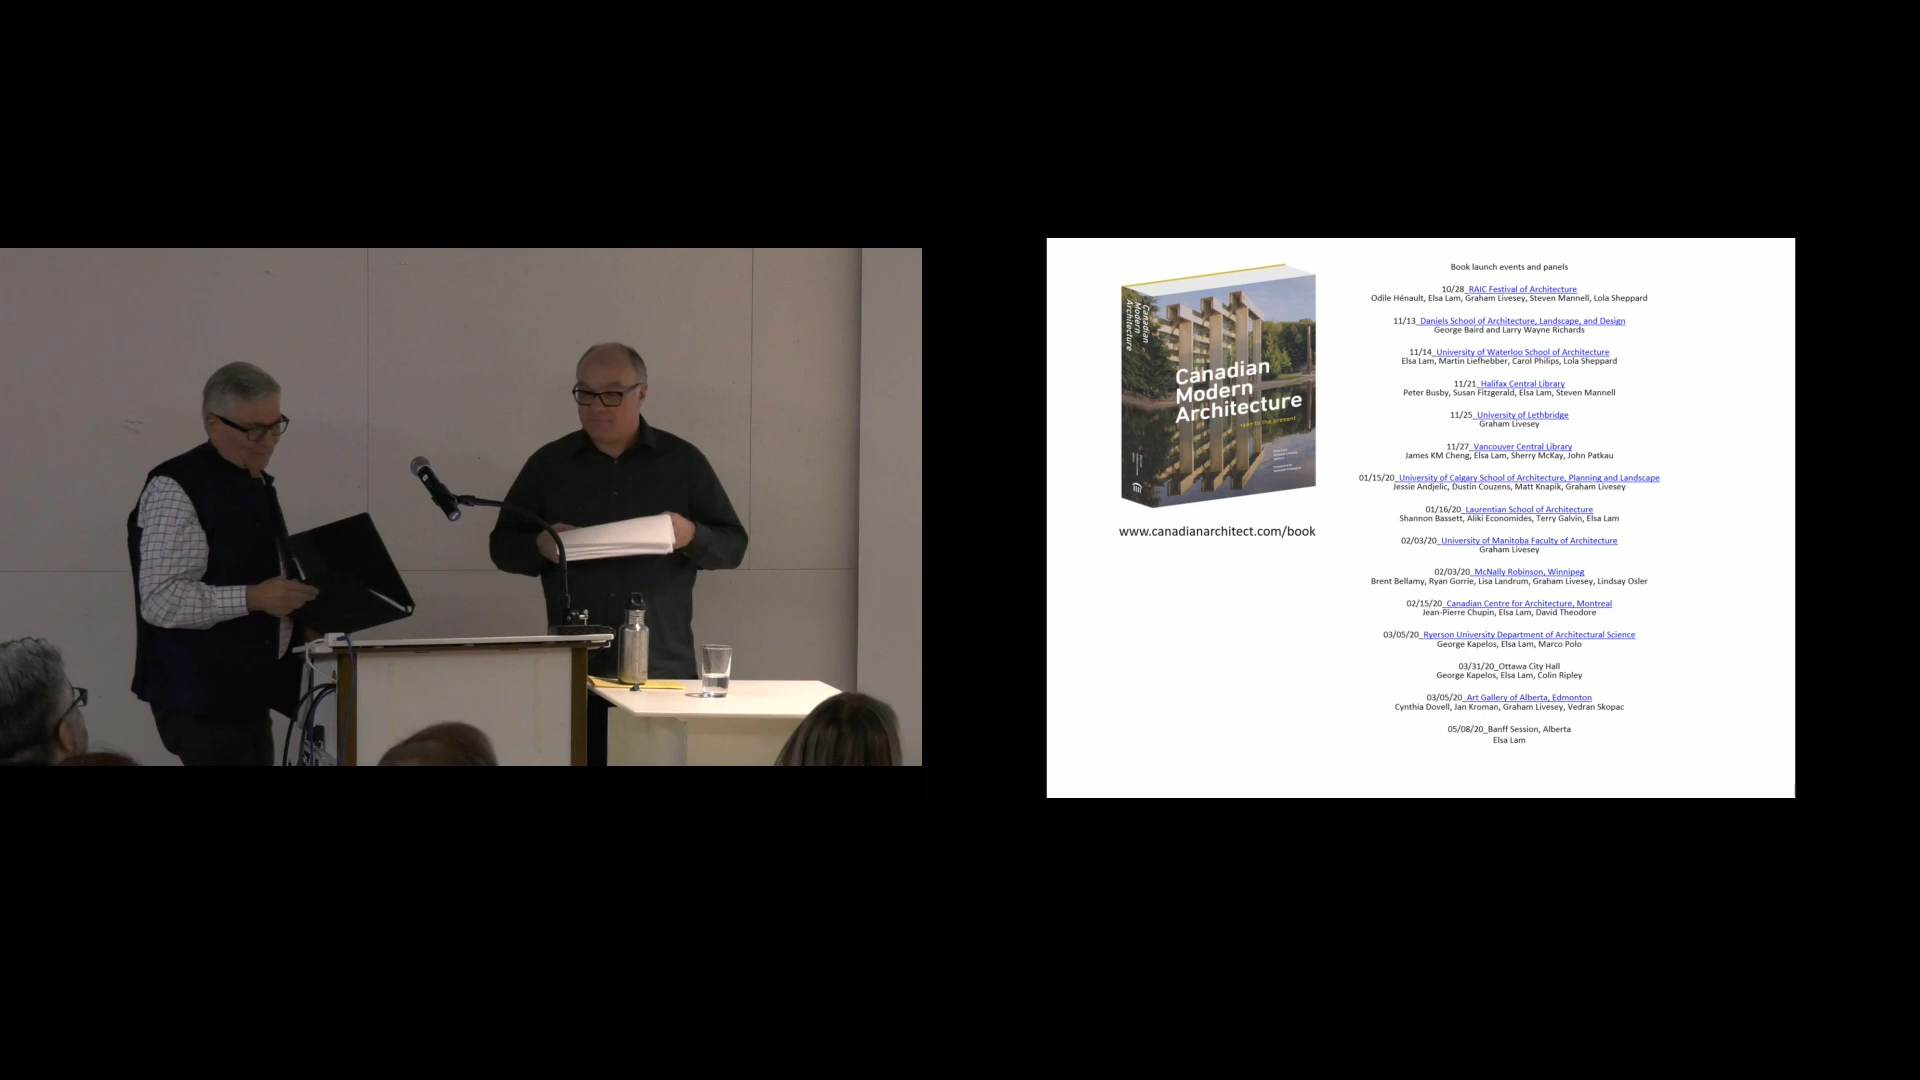 Canadian
Modern
Architecture
Canadian
Modern
Architecture
1967 to the present
www.canadianarchitect.com/book
Book launch events and panels
10/28_RAIC Festival of Architecture
Odile Hénault, Elsa Lam, Graham Livesey, Steven Mannell, Lola Sheppard
11/13_Daniels School of Architecture, Landscape, and Design
George Baird and Larry Wayne Richards
11/14_University of Waterloo School of Architecture
Elsa Lam, Martin Liefhebber, Carol Philips, Lola Sheppard
11/21_Halifax Central Library
Peter Busby, Susan Fitzgerald, Elsa Lam, Steven Mannell
11/25_University of Lethbridge
Graham Livesey
11/27_Vancouver Central Library
James KM Cheng, Elsa Lam, Sherry McKay, John Patkau
01/15/20_University of Calgary School of Architecture, Planning and Landscape
Jessie Andjelic, Dustin Couzens, Matt Knapik, Graham Livesey
01/16/20_Laurentian School of Architecture
Shannon Bassett, Aliki Economides, Terry Galvin, Elsa Lam
02/03/20_University of Manitoba Faculty of Architecture
Graham Livesey
02/03/20_McNally Robinson, Winnipeg
Brent Bellamy, Ryan Gorrie, Lisa Landrum, Graham Livesey, Lindsay Osler
02/15/20_Canadian Centre for Architecture, Montreal
Jean-Pierre Chupin, Elsa Lam, David Theodore
03/05/20_Ryerson University Department of Architectural Science
George Kapelos, Elsa Lam, Marco Polo
03/31/20_Ottawa City Hall
George Kapelos, Elsa Lam, Colin Ripley
03/05/20_Art Gallery of Alberta, Edmonton
Cynthia Dovell, Jan Kroman, Graham Livesey, Vedran Skopac
05/08/20_Banff Session, Alberta
Elsa Lam